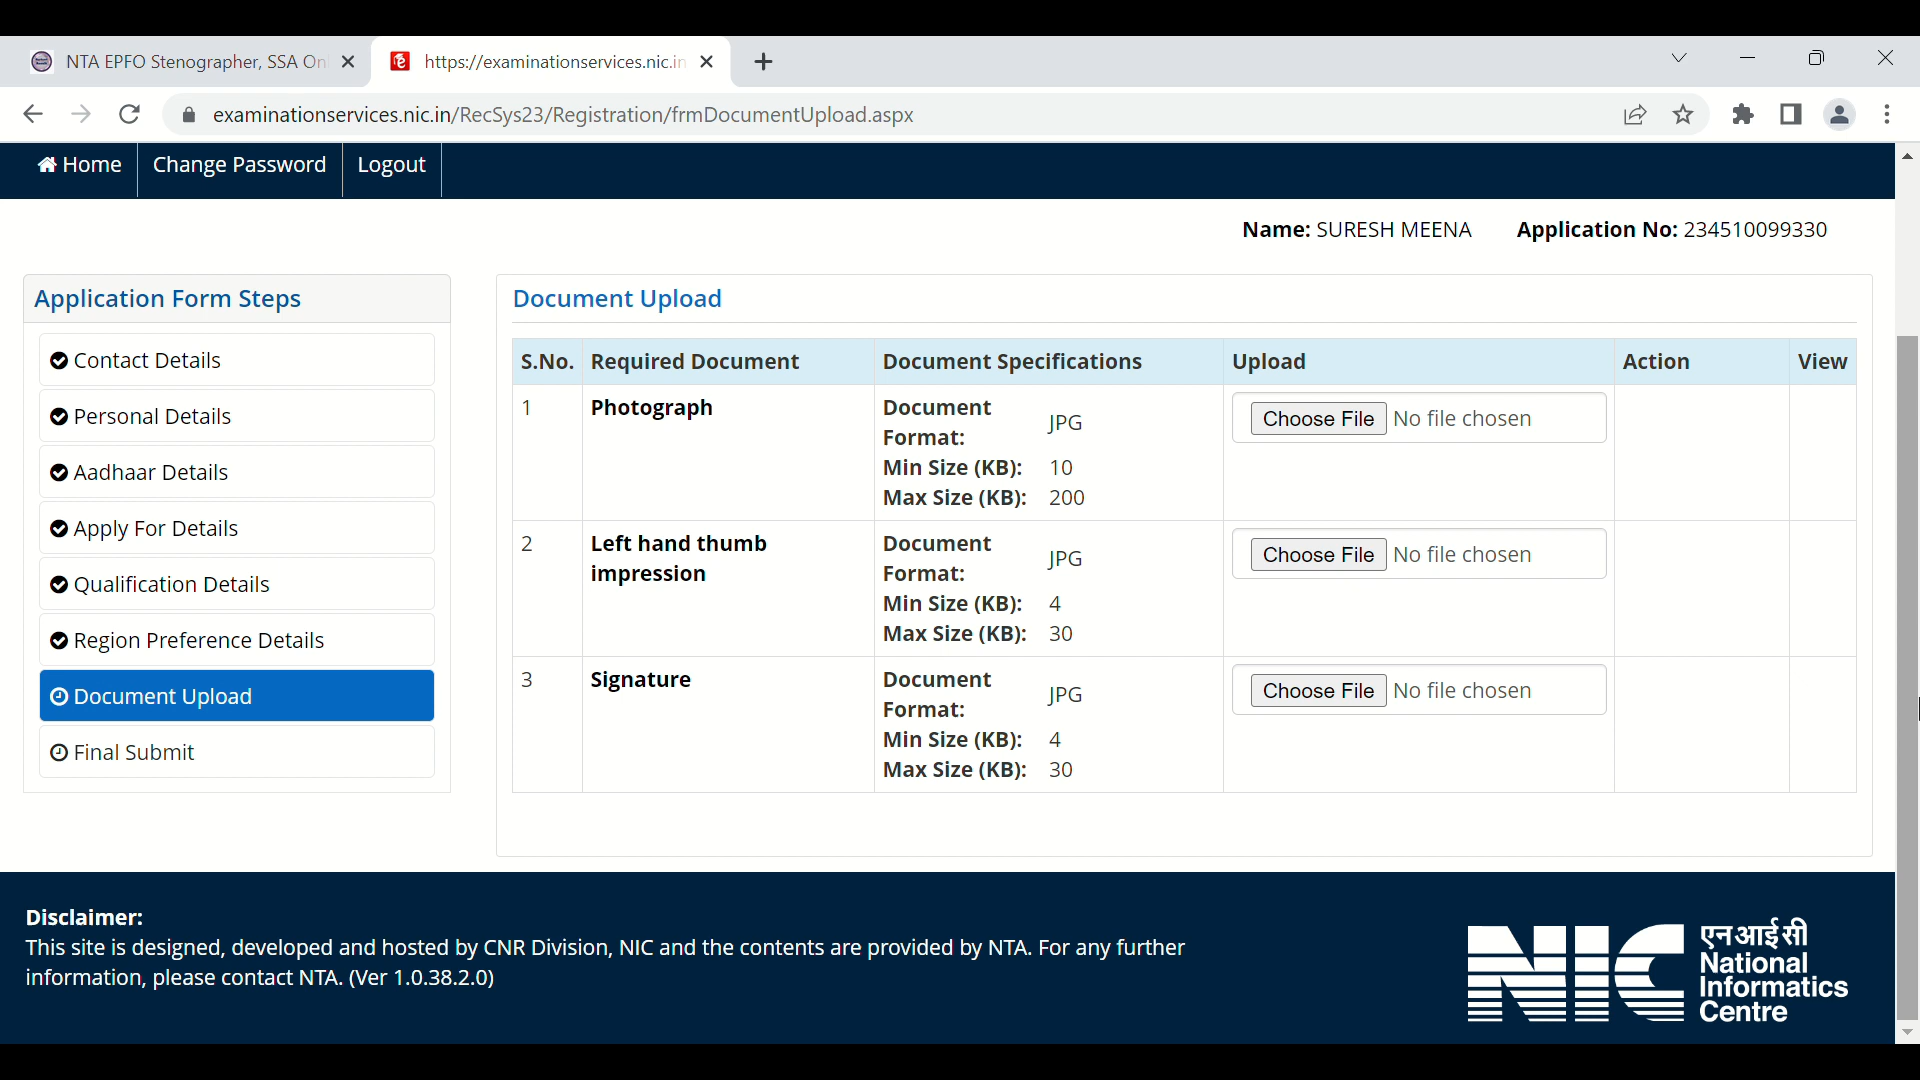 NTA EPFO Stenographer, SSA On
https://examinationservices.nic.in
examinationservices.nic.in/RecSys23/Registration/frmDocumentUpload.aspx
Home
Change Password
Logout
Name: SURESH MEENA
Application No: 234510099330
Application Form Steps
Contact Details
Personal Details
Aadhaar Details
Apply For Details
Qualification Details
Region Preference Details
Document Upload
Final Submit
Document Upload
S.No. Required Document Document Specifications Upload Action View
1 Photograph Document Format: JPG Choose File No file chosen
Min Size (KB): 10
Max Size (KB): 200
2 Left hand thumb impression Document Format: JPG Choose File No file chosen
Min Size (KB): 4
Max Size (KB): 30
3 Signature Document Format: JPG Choose File No file chosen
Min Size (KB): 4
Max Size (KB): 30
Disclaimer:
This site is designed, developed and hosted by CNR Division, NIC and the contents are provided by NTA. For any further
information, please contact NTA. (Ver 1.0.38.2.0)
NIC
एन आई सी
National
Informatics
Centre